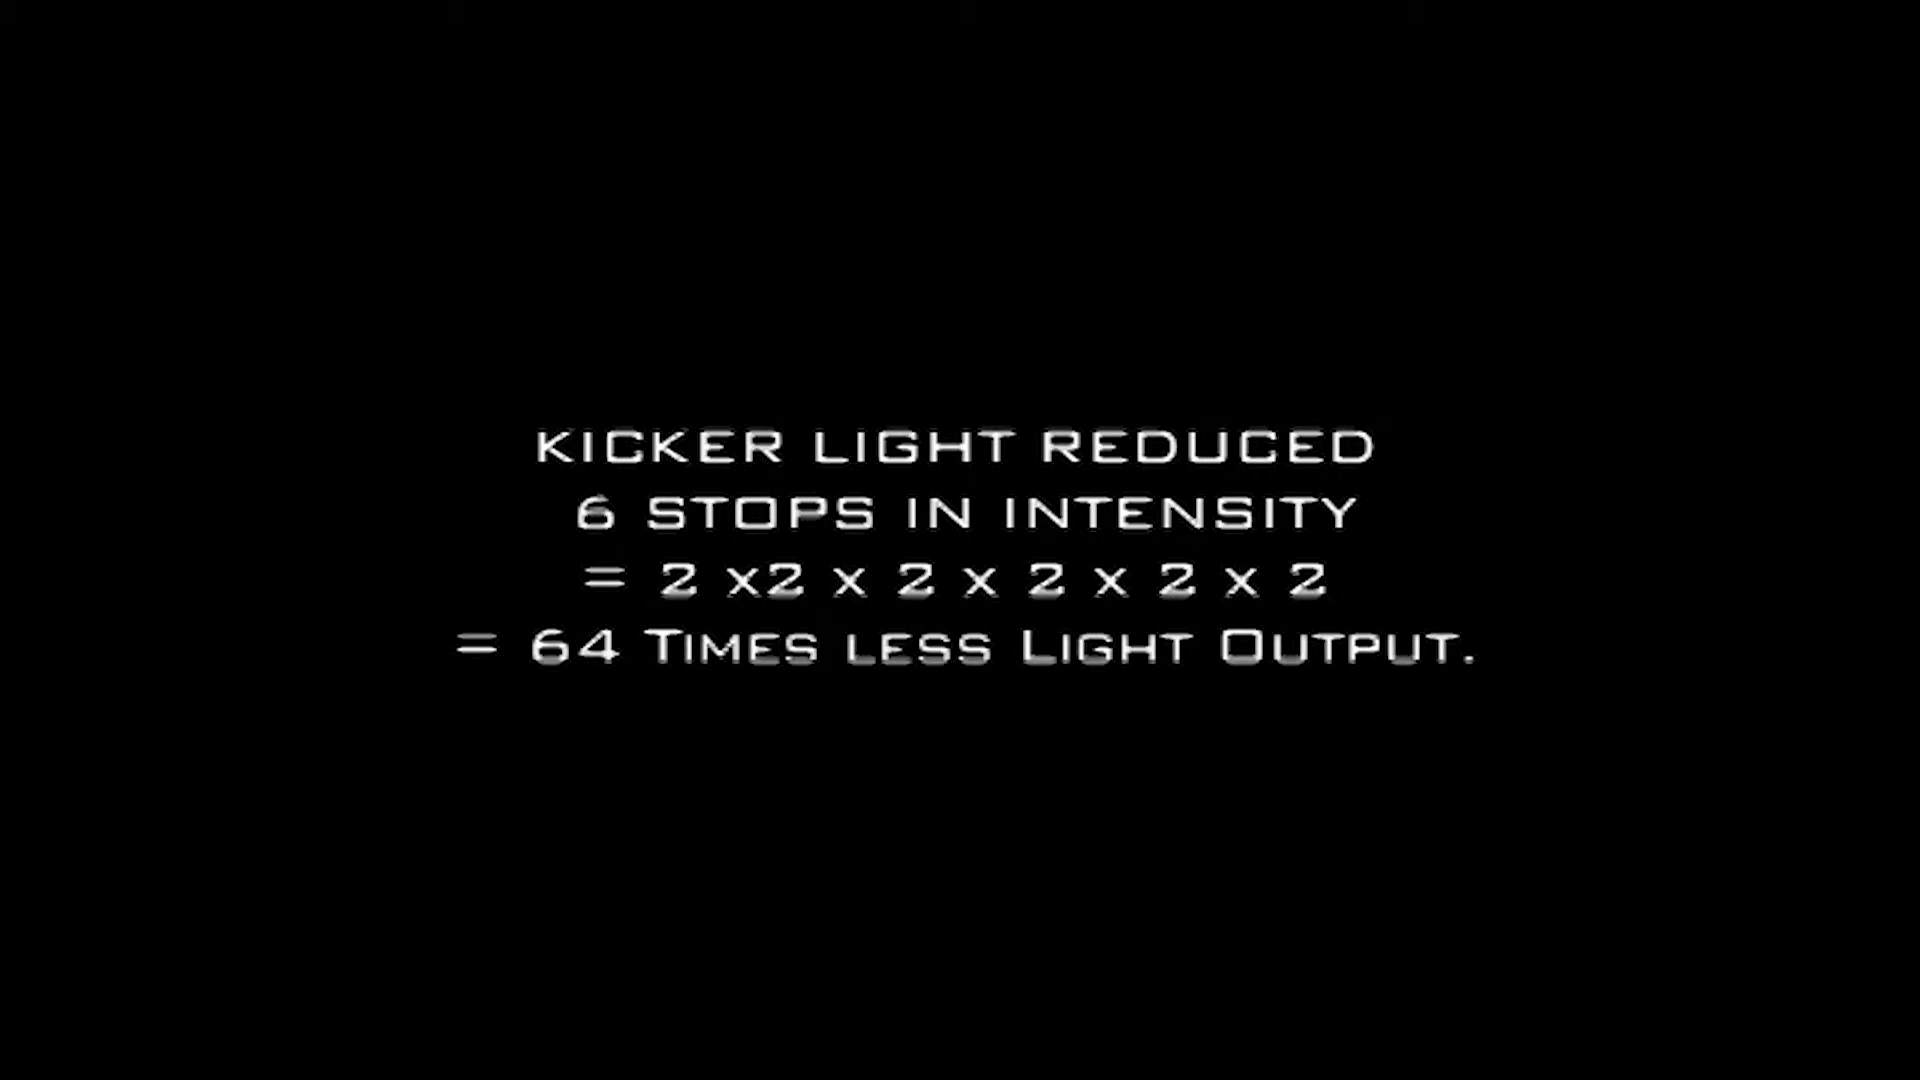 KICKER LIGHT REDUCED
6 STOPS IN INTENSITY
= 2 x2 x 2 x 2 x 2 x 2
= 64 TIMES LESS LIGHT OUTPUT.